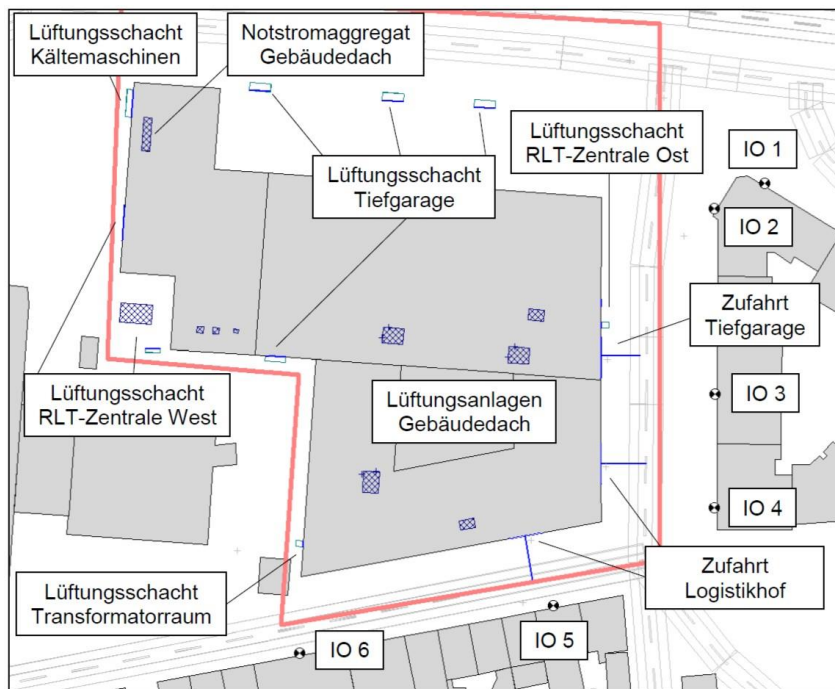 Lüftungsschacht
Kältemaschinen
Notstromaggregat
Gebäudedach
Lüftungsschacht
RLT-Zentrale Ost
IO 1
Lüftungsschacht
Tiefgarage
IO 2
Zufahrt
Tiefgarage
Lüftungsschacht
RLT-Zentrale West
Lüftungsanlagen
Gebäudedach
IO 3
IO 4
Lüftungsschacht
Transformatorraum
Zufahrt
Logistikhof
IO 6
IO 5